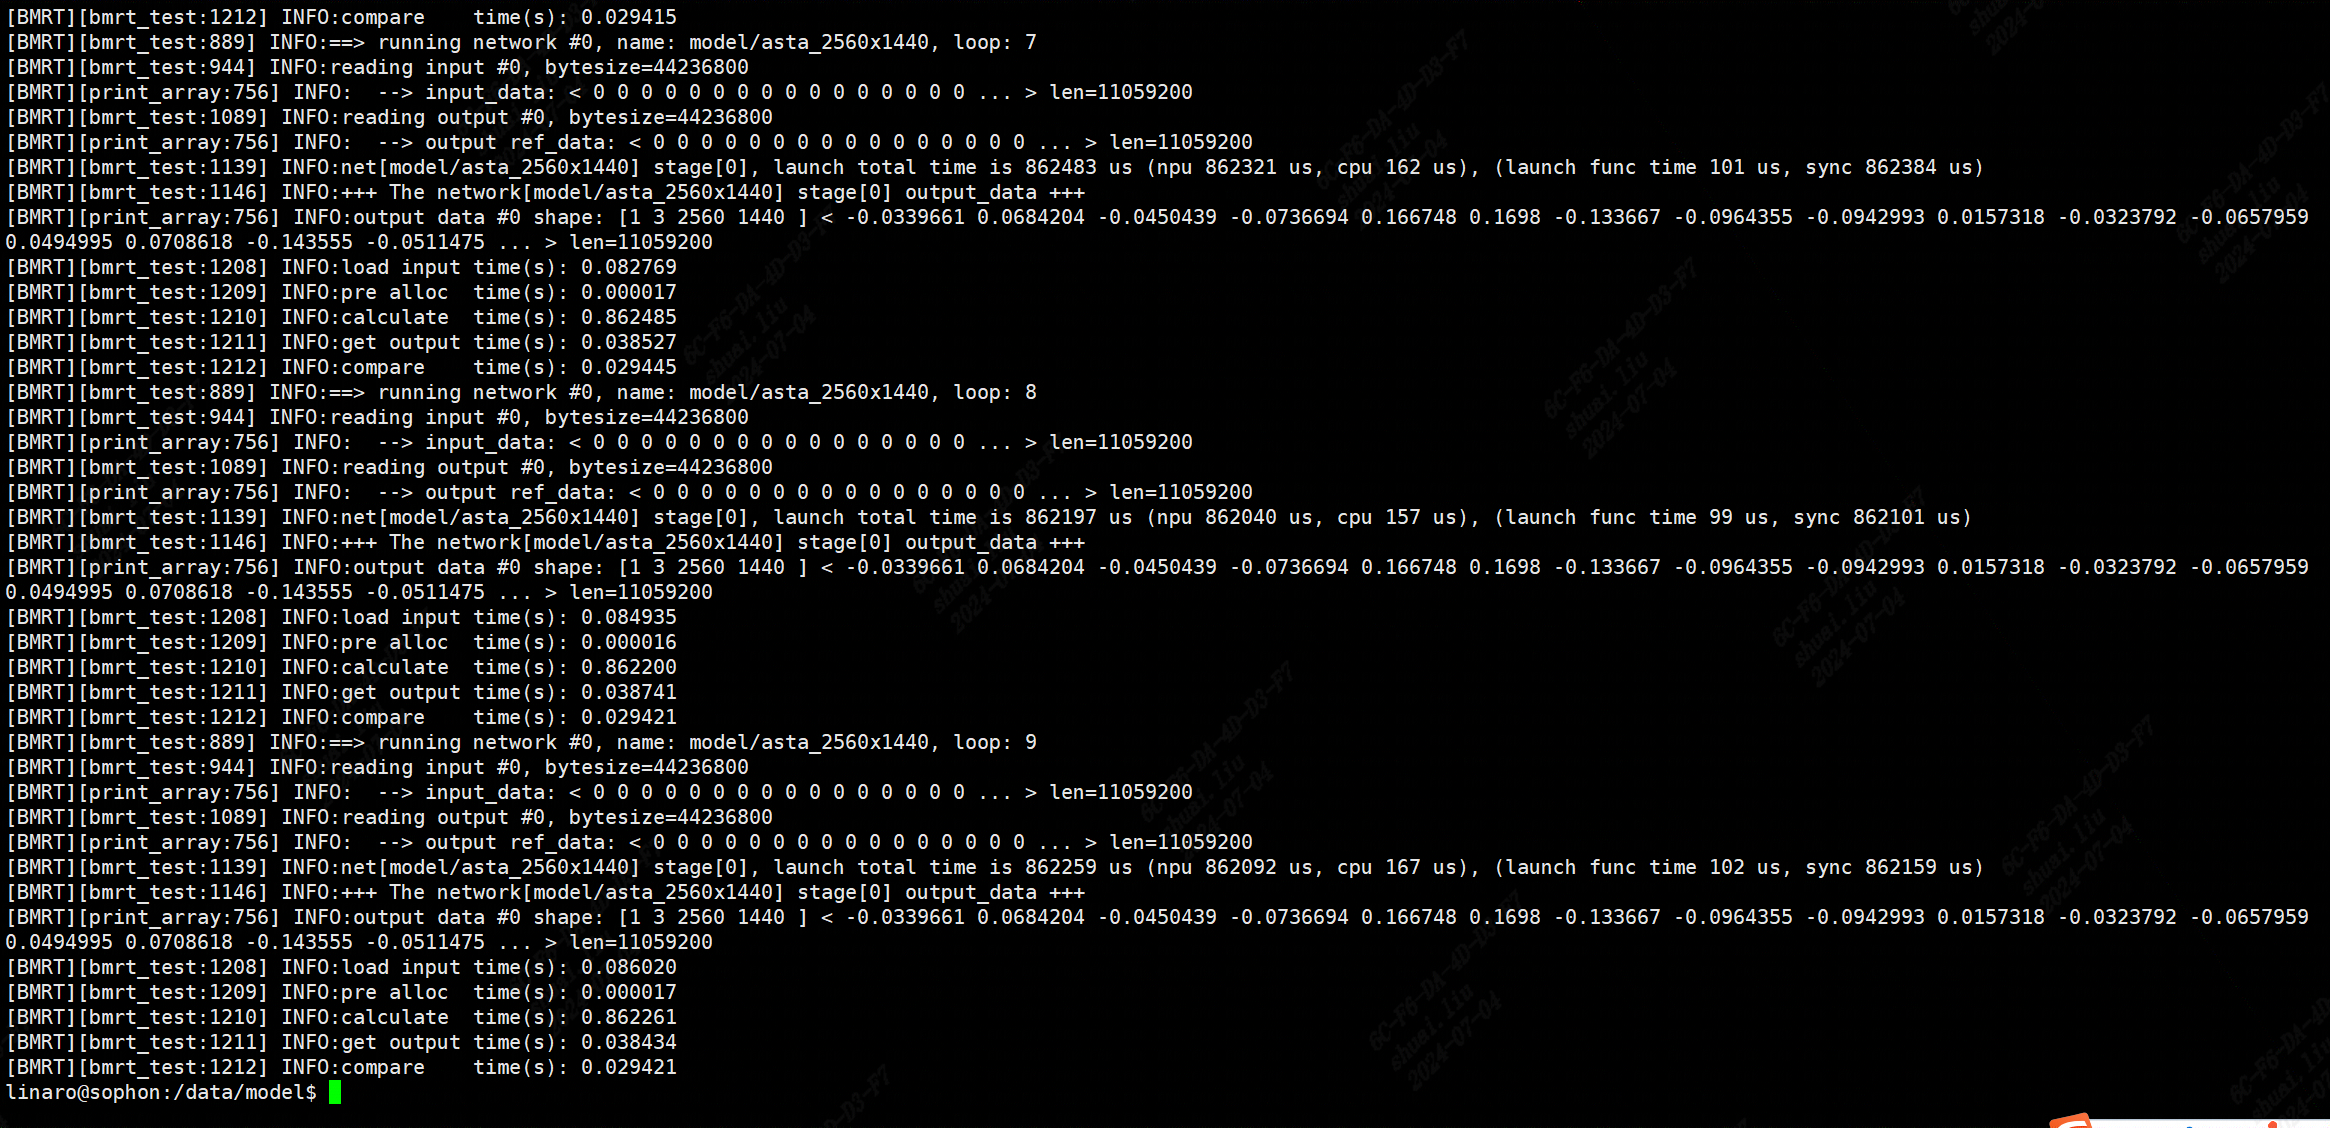 [BMRT][bmrt_test:1212] INFO:compare    time(s): 0.029415
[BMRT][bmrt_test:889] INFO:==> running network #0, name: model/asta_2560x1440, loop: 7
[BMRT][bmrt_test:944] INFO:reading input #0, bytesize=44236800
[BMRT][print_array:756] INFO:  --> input_data: < 0 0 0 0 0 0 0 0 0 0 0 0 0 0 0 0 ... > len=11059200
[BMRT][bmrt_test:1089] INFO:reading output #0, bytesize=44236800
[BMRT][print_array:756] INFO:  --> output ref_data: < 0 0 0 0 0 0 0 0 0 0 0 0 0 0 0 0 ... > len=11059200
[BMRT][bmrt_test:1139] INFO:net[model/asta_2560x1440] stage[0], launch total time is 862483 us (npu 862321 us, cpu 162 us), (launch func time 101 us, sync 862384 us)
[BMRT][bmrt_test:1146] INFO:+++ The network[model/asta_2560x1440] stage[0] output_data +++
[BMRT][print_array:756] INFO:output data #0 shape: [1 3 2560 1440 ] < -0.0339661 0.0684204 -0.0450439 -0.0736694 0.166748 0.1698 -0.133667 -0.0964355 -0.0942993 0.0157318 -0.0323792 -0.0657959
0.0494995 0.0708618 -0.143555 -0.0511475 ... > len=11059200
[BMRT][bmrt_test:1208] INFO:load input time(s): 0.082769
[BMRT][bmrt_test:1209] INFO:pre alloc  time(s): 0.000017
[BMRT][bmrt_test:1210] INFO:calculate  time(s): 0.862485
[BMRT][bmrt_test:1211] INFO:get output time(s): 0.038527
[BMRT][bmrt_test:1212] INFO:compare    time(s): 0.029445
[BMRT][bmrt_test:889] INFO:==> running network #0, name: model/asta_2560x1440, loop: 8
[BMRT][bmrt_test:944] INFO:reading input #0, bytesize=44236800
[BMRT][print_array:756] INFO:  --> input_data: < 0 0 0 0 0 0 0 0 0 0 0 0 0 0 0 0 ... > len=11059200
[BMRT][bmrt_test:1089] INFO:reading output #0, bytesize=44236800
[BMRT][print_array:756] INFO:  --> output ref_data: < 0 0 0 0 0 0 0 0 0 0 0 0 0 0 0 0 ... > len=11059200
[BMRT][bmrt_test:1139] INFO:net[model/asta_2560x1440] stage[0], launch total time is 862197 us (npu 862040 us, cpu 157 us), (launch func time 99 us, sync 862101 us)
[BMRT][bmrt_test:1146] INFO:+++ The network[model/asta_2560x1440] stage[0] output_data +++
[BMRT][print_array:756] INFO:output data #0 shape: [1 3 2560 1440 ] < -0.0339661 0.0684204 -0.0450439 -0.0736694 0.166748 0.1698 -0.133667 -0.0964355 -0.0942993 0.0157318 -0.0323792 -0.0657959
0.0494995 0.0708618 -0.143555 -0.0511475 ... > len=11059200
[BMRT][bmrt_test:1208] INFO:load input time(s): 0.084935
[BMRT][bmrt_test:1209] INFO:pre alloc  time(s): 0.000016
[BMRT][bmrt_test:1210] INFO:calculate  time(s): 0.862200
[BMRT][bmrt_test:1211] INFO:get output time(s): 0.038741
[BMRT][bmrt_test:1212] INFO:compare    time(s): 0.029421
[BMRT][bmrt_test:889] INFO:==> running network #0, name: model/asta_2560x1440, loop: 9
[BMRT][bmrt_test:944] INFO:reading input #0, bytesize=44236800
[BMRT][print_array:756] INFO:  --> input_data: < 0 0 0 0 0 0 0 0 0 0 0 0 0 0 0 0 ... > len=11059200
[BMRT][bmrt_test:1089] INFO:reading output #0, bytesize=44236800
[BMRT][print_array:756] INFO:  --> output ref_data: < 0 0 0 0 0 0 0 0 0 0 0 0 0 0 0 0 ... > len=11059200
[BMRT][bmrt_test:1139] INFO:net[model/asta_2560x1440] stage[0], launch total time is 862259 us (npu 862092 us, cpu 167 us), (launch func time 102 us, sync 862159 us)
[BMRT][bmrt_test:1146] INFO:+++ The network[model/asta_2560x1440] stage[0] output_data +++
[BMRT][print_array:756] INFO:output data #0 shape: [1 3 2560 1440 ] < -0.0339661 0.0684204 -0.0450439 -0.0736694 0.166748 0.1698 -0.133667 -0.0964355 -0.0942993 0.0157318 -0.0323792 -0.0657959
0.0494995 0.0708618 -0.143555 -0.0511475 ... > len=11059200
[BMRT][bmrt_test:1208] INFO:load input time(s): 0.086020
[BMRT][bmrt_test:1209] INFO:pre alloc  time(s): 0.000017
[BMRT][bmrt_test:1210] INFO:calculate  time(s): 0.862261
[BMRT][bmrt_test:1211] INFO:get output time(s): 0.038434
[BMRT][bmrt_test:1212] INFO:compare    time(s): 0.029421
linaro@sophon:/data/model$
6C-F6-DA-4D-D3-F7
shuai.liu
2024-07-04